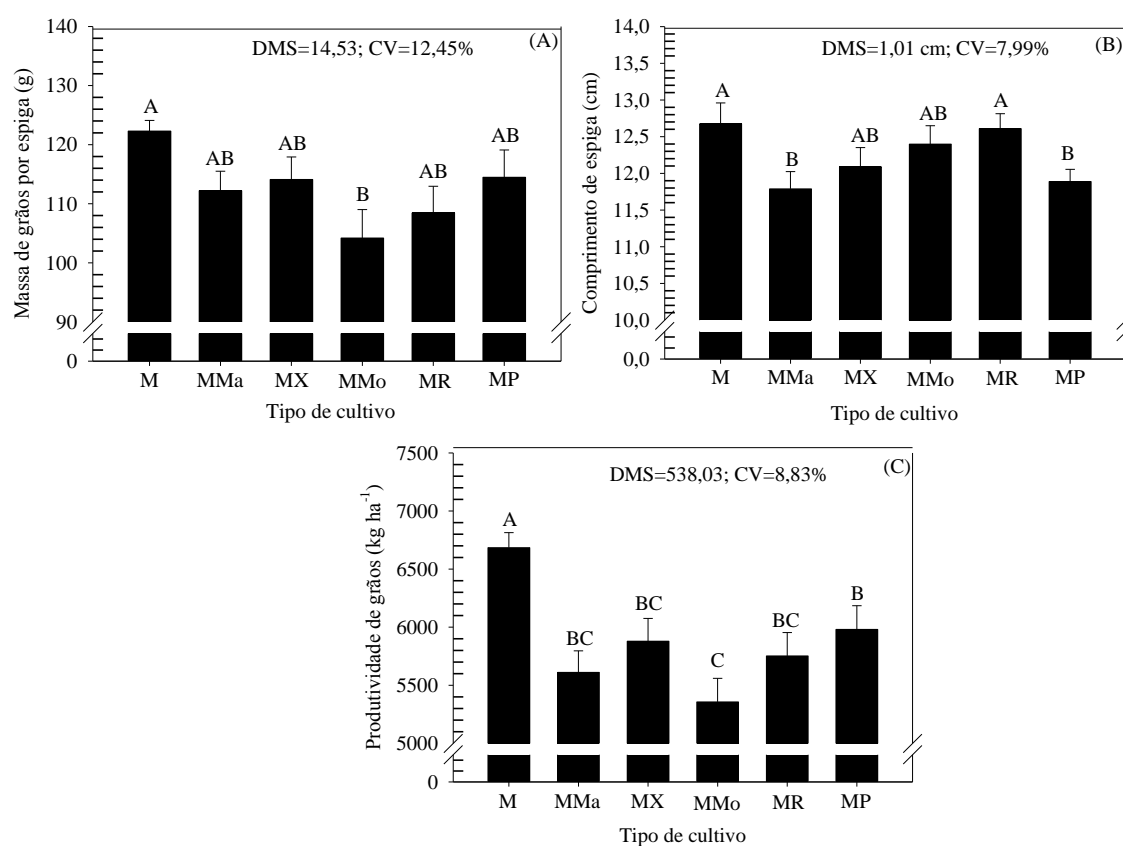 (A)
DMS=14,53; CV=12,45%
Massa de grãos por espiga (g)
140
130
120
110
100
90
0
A
AB
AB
B
AB
AB
M MMa MX MMo MR MP
Tipo de cultivo
(B)
DMS=1,01 cm; CV=7,99%
Comprimento de espiga (cm)
14,0
13,5
13,0
12,5
12,0
11,5
11,0
10,5
10,0
0,0
A
B
AB
AB
A
B
M MMa MX MMo MR MP
Tipo de cultivo
(C)
DMS=538,03; CV=8,83%
Produtividade de grãos (kg ha⁻¹)
7500
7000
6500
6000
5500
5000
0
A
BC
BC
C
BC
B
M MMa MX MMo MR MP
Tipo de cultivo